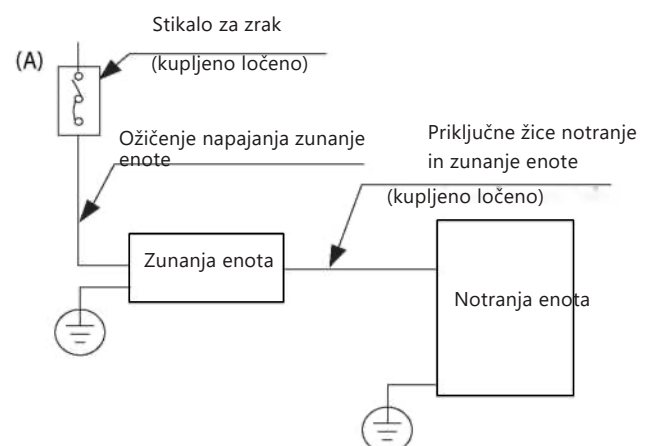 Stikalo za zrak
(A)
(kupljeno ločeno)
Ožičenje napajanja zunanje
enote
Priključne žice notranje
in zunanje enote
(kupljeno ločeno)
Zunanja enota
Notranja enota